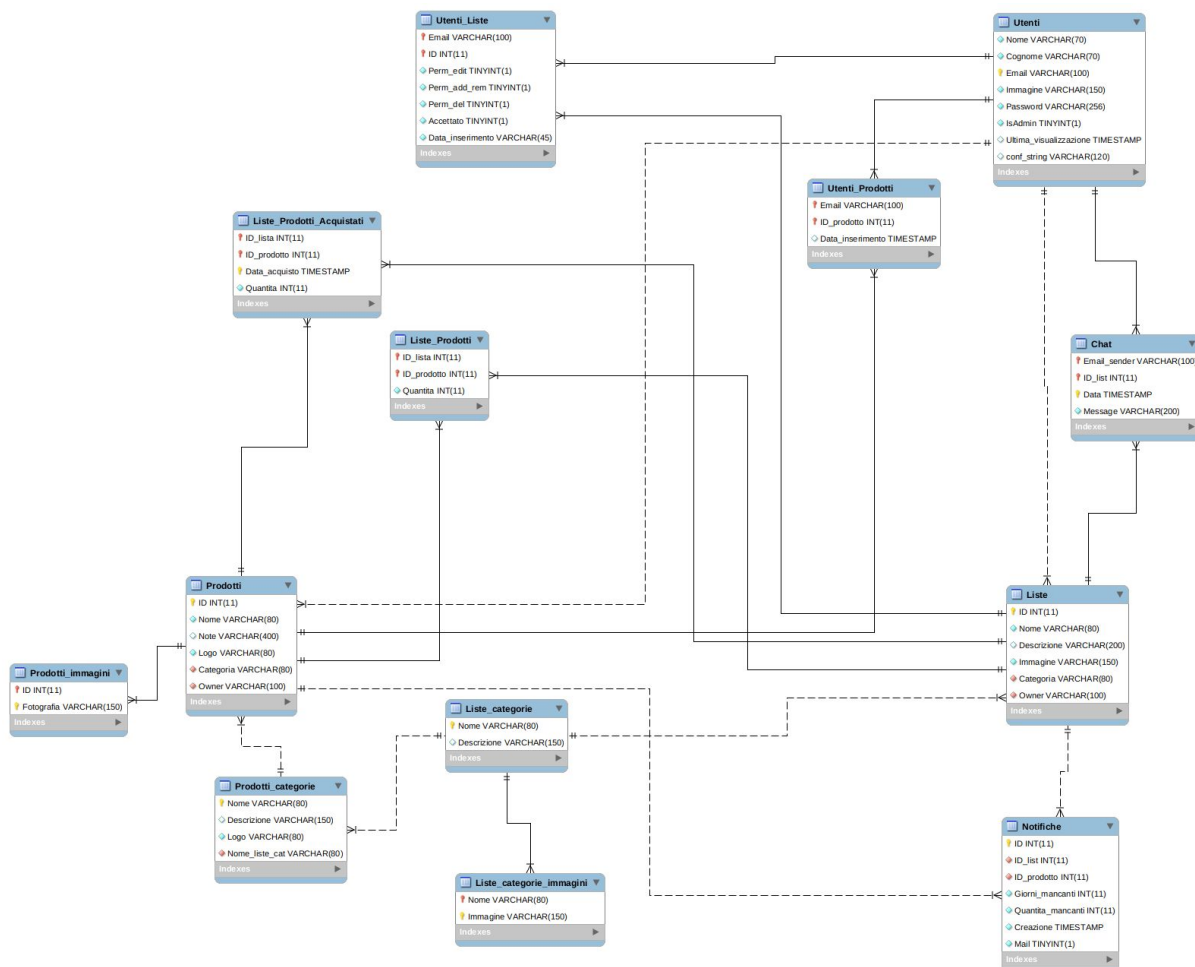 Utenti_Liste
Email VARCHAR(100)
ID INT(11)
Perm_edit TINYINT(1)
Perm_add_rem TINYINT(1)
Perm_del TINYINT(1)
Accettato TINYINT(1)
Data_inserimento VARCHAR(45)
Indexes
Utenti
Nome VARCHAR(70)
Cognome VARCHAR(70)
Email VARCHAR(100)
Immagine VARCHAR(150)
Password VARCHAR(256)
IsAdmin TINYINT(1)
Ultima_visualizzazione TIMESTAMP
conf_string VARCHAR(120)
Indexes
Utenti_Prodotti
Email VARCHAR(100)
ID_prodotto INT(11)
Data_inserimento TIMESTAMP
Indexes
Liste_Prodotti_Acquistati
ID_lista INT(11)
ID_prodotto INT(11)
Data_acquisto TIMESTAMP
Quantita INT(11)
Indexes
Liste_Prodotti
ID_lista INT(11)
ID_prodotto INT(11)
Quantita INT(11)
Indexes
Chat
Email_sender VARCHAR(100)
ID_list INT(11)
Data TIMESTAMP
Message VARCHAR(200)
Indexes
Prodotti
ID INT(11)
Nome VARCHAR(80)
Note VARCHAR(400)
Logo VARCHAR(80)
Categoria VARCHAR(80)
Owner VARCHAR(100)
Indexes
Liste
ID INT(11)
Nome VARCHAR(80)
Descrizione VARCHAR(200)
Immagine VARCHAR(150)
Categoria VARCHAR(80)
Owner VARCHAR(100)
Indexes
Prodotti_immagini
ID INT(11)
Fotografia VARCHAR(150)
Indexes
Liste_categorie
Nome VARCHAR(80)
Descrizione VARCHAR(150)
Indexes
Prodotti_categorie
Nome VARCHAR(80)
Descrizione VARCHAR(150)
Logo VARCHAR(80)
Nome_liste_cat VARCHAR(80)
Indexes
Liste_categorie_immagini
Nome VARCHAR(80)
Immagine VARCHAR(150)
Indexes
Notifiche
ID INT(11)
ID_list INT(11)
ID_prodotto INT(11)
Giorni_mancanti INT(11)
Quantita_mancanti INT(11)
Creazione TIMESTAMP
Mail TINYINT(1)
Indexes